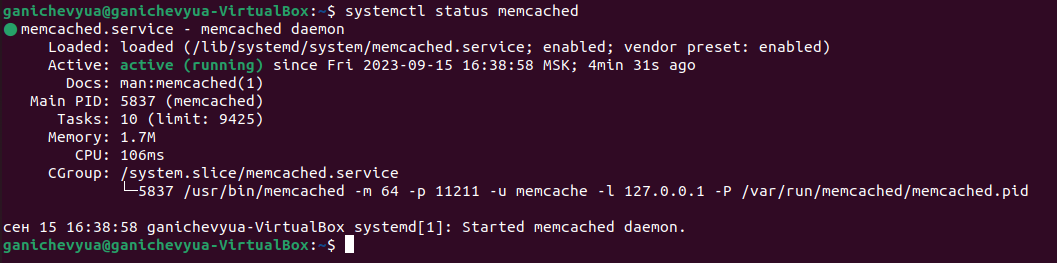 ganichevyua@ganichevyua-VirtualBox:~$ systemctl status memcached
● memcached.service - memcached daemon
Loaded: loaded (/lib/systemd/system/memcached.service; enabled; vendor preset: enabled)
Active: active (running) since Fri 2023-09-15 16:38:58 MSK; 4min 31s ago
Docs: man:memcached(1)
Main PID: 5837 (memcached)
Tasks: 10 (limit: 9425)
Memory: 1.7M
CPU: 106ms
CGroup: /system.slice/memcached.service
└─5837 /usr/bin/memcached -m 64 -p 11211 -u memcache -l 127.0.0.1 -P /var/run/memcached/memcached.pid
сен 15 16:38:58 ganichevyua-VirtualBox systemd[1]: Started memcached daemon.
ganichevyua@ganichevyua-VirtualBox:~$